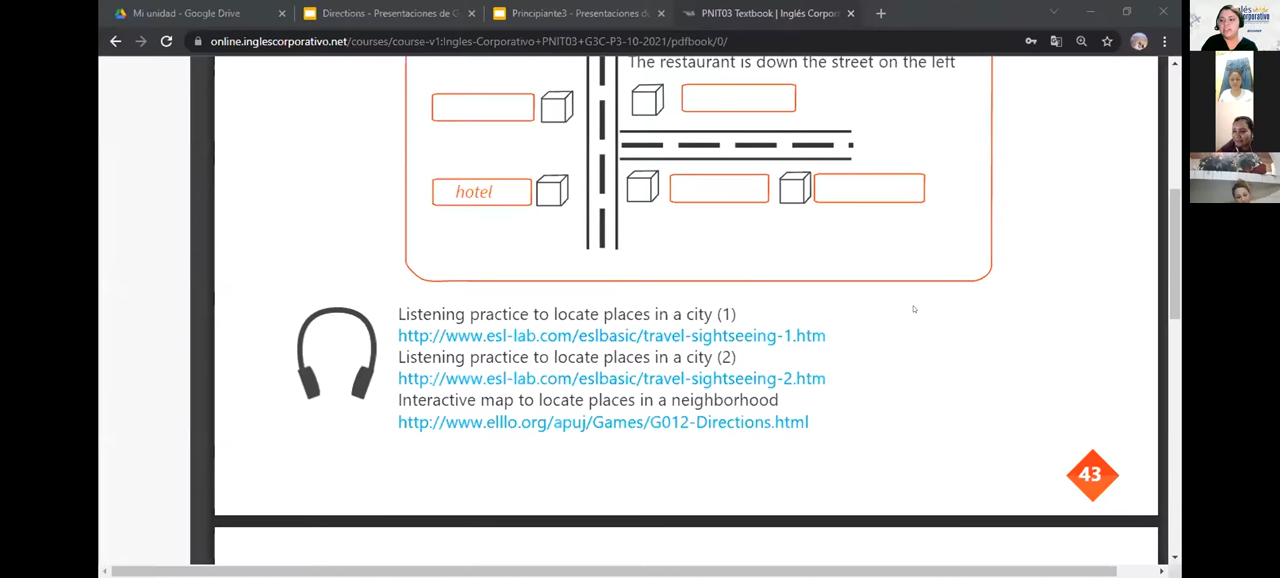 Mi unidad - Google Drive
Directions - Presentaciones de G
Principiante3 - Presentaciones de
PNIT03 Textbook | Inglés Corpor
online.inglescorporativo.net/courses/course-v1:Ingles-Corporativo+PNIT03+G3C-P3-10-2021/pdfbook/0/
The restaurant is down the street on the left
hotel
Listening practice to locate places in a city (1)
http://www.esl-lab.com/eslbasic/travel-sightseeing-1.htm
Listening practice to locate places in a city (2)
http://www.esl-lab.com/eslbasic/travel-sightseeing-2.htm
Interactive map to locate places in a neighborhood
http://www.elllo.org/apuj/Games/G012-Directions.html
43